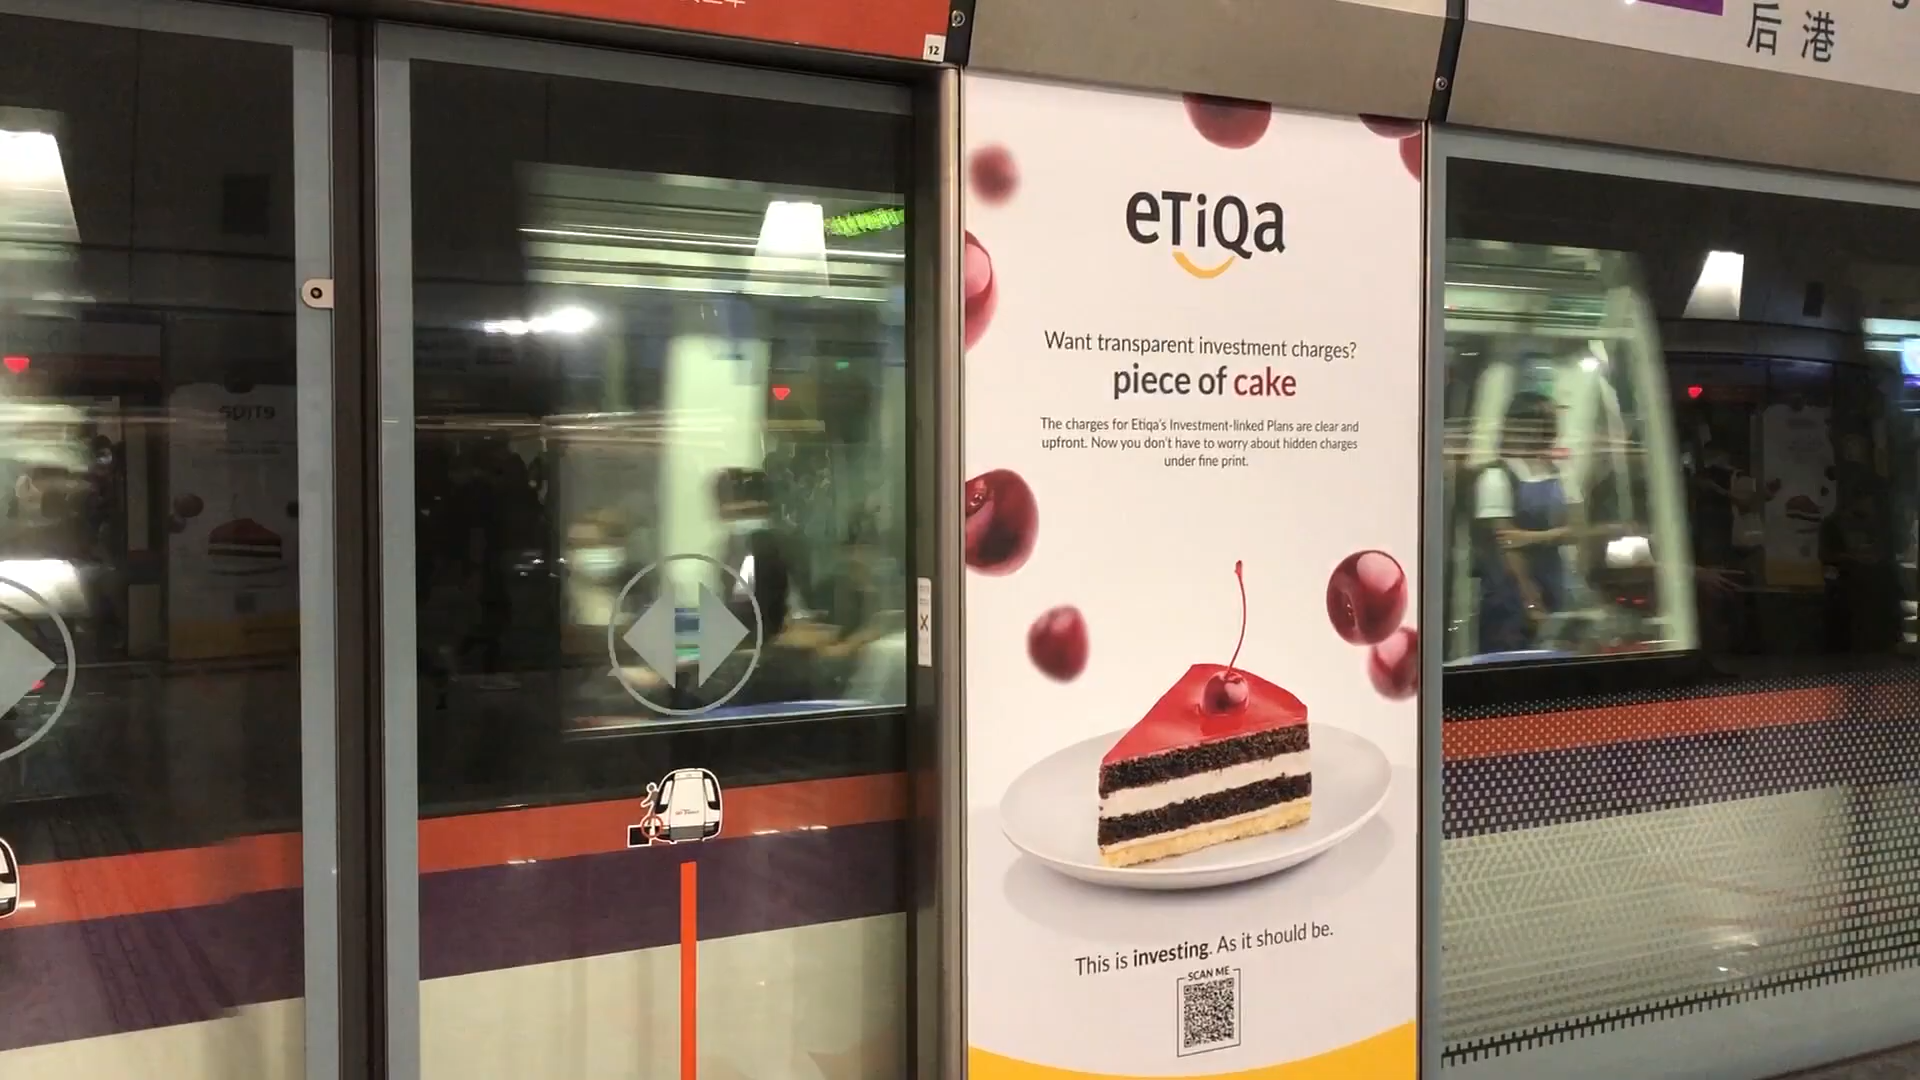 12
后港
eTiQa
Want transparent investment charges?
piece of cake
The charges for Etiqa's Investment-linked Plans are clear and
upfront. Now you don't have to worry about hidden charges
under fine print.
This is investing. As it should be.
SCAN ME